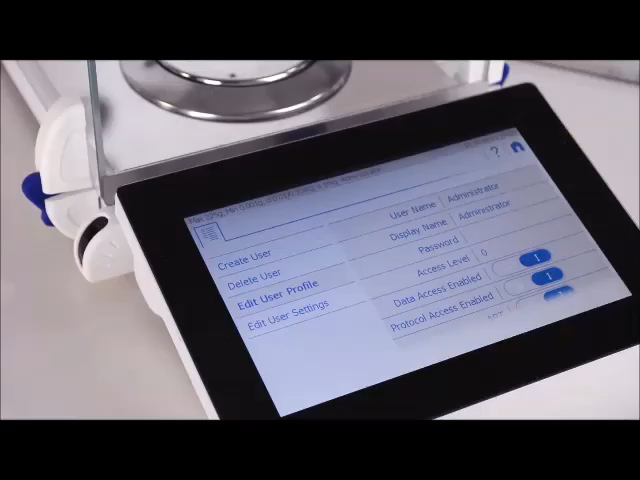 ?
Administrator
Create User
Delete User
Edit User Profile
Edit User Settings
User Name Administrator
Display Name Administrator
Password
Access Level 0
Data Access Enabled I
Protocol Access Enabled I